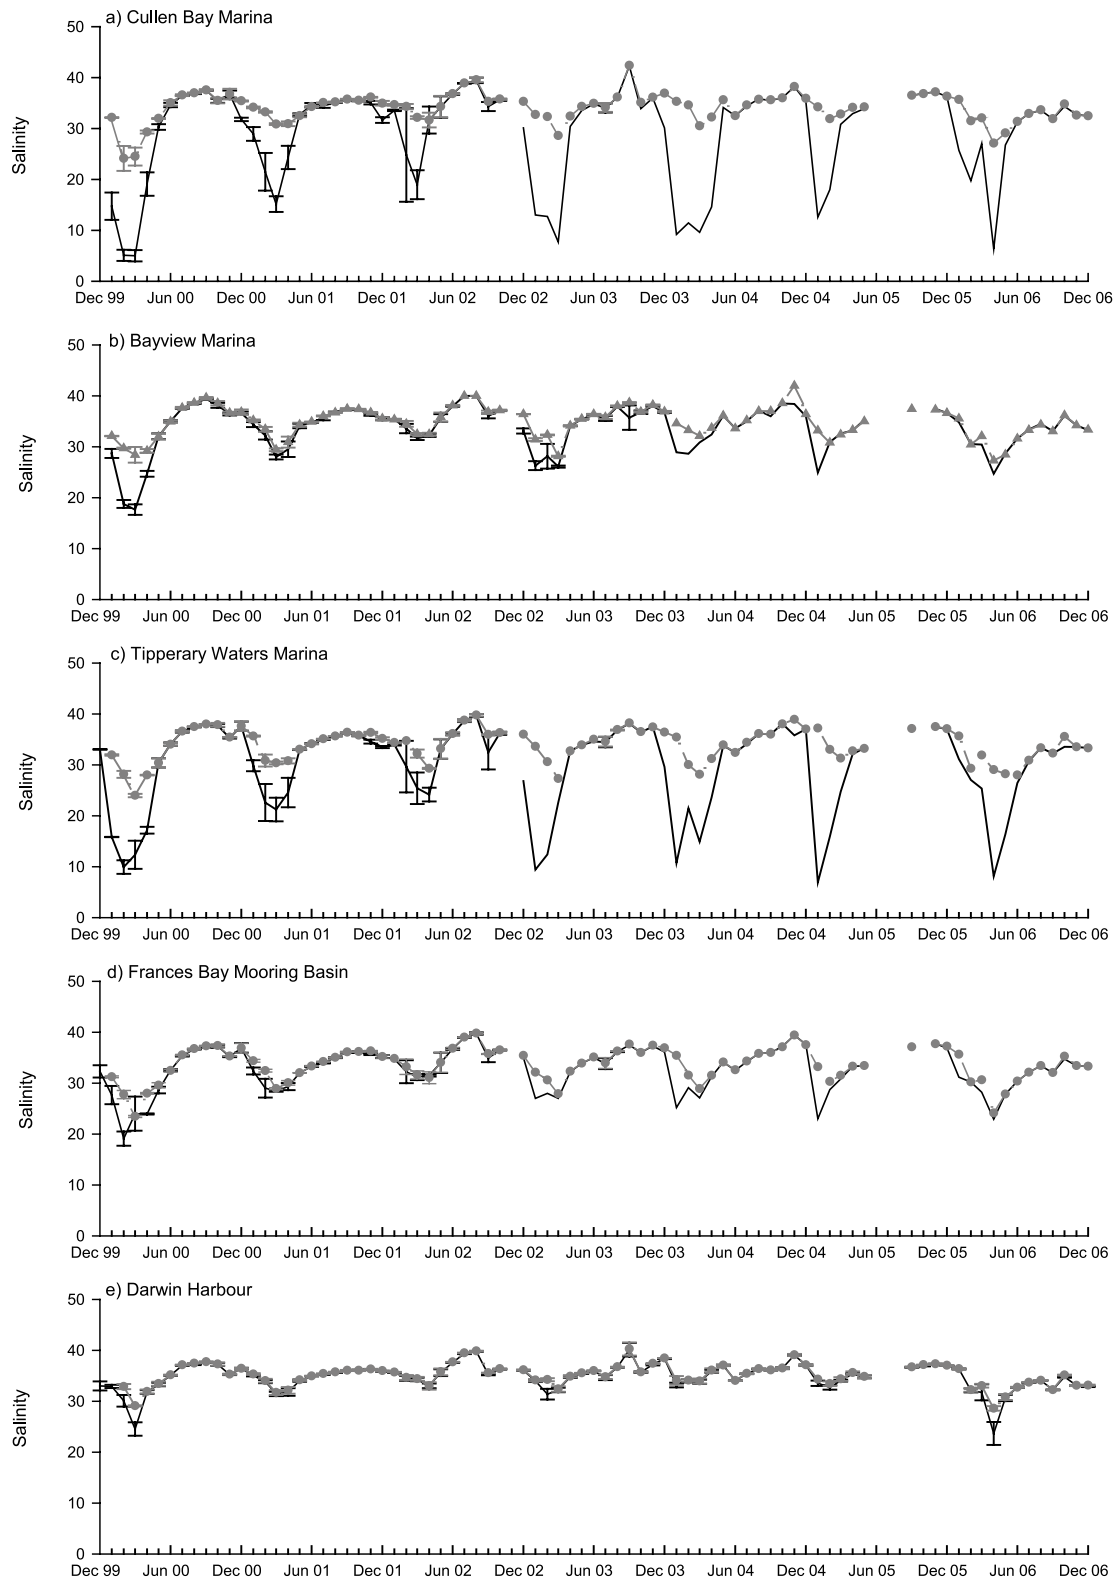 a) Cullen Bay Marina
50
40
30
20
10
0
Salinity
Dec 99 Jun 00 Dec 00 Jun 01 Dec 01 Jun 02 Dec 02 Jun 03 Dec 03 Jun 04 Dec 04 Jun 05 Dec 05 Jun 06 Dec 06
b) Bayview Marina
50
40
30
20
10
0
Salinity
Dec 99 Jun 00 Dec 00 Jun 01 Dec 01 Jun 02 Dec 02 Jun 03 Dec 03 Jun 04 Dec 04 Jun 05 Dec 05 Jun 06 Dec 06
c) Tipperary Waters Marina
50
40
30
20
10
0
Salinity
Dec 99 Jun 00 Dec 00 Jun 01 Dec 01 Jun 02 Dec 02 Jun 03 Dec 03 Jun 04 Dec 04 Jun 05 Dec 05 Jun 06 Dec 06
d) Frances Bay Mooring Basin
50
40
30
20
10
0
Salinity
Dec 99 Jun 00 Dec 00 Jun 01 Dec 01 Jun 02 Dec 02 Jun 03 Dec 03 Jun 04 Dec 04 Jun 05 Dec 05 Jun 06 Dec 06
e) Darwin Harbour
50
40
30
20
10
0
Salinity
Dec 99 Jun 00 Dec 00 Jun 01 Dec 01 Jun 02 Dec 02 Jun 03 Dec 03 Jun 04 Dec 04 Jun 05 Dec 05 Jun 06 Dec 06